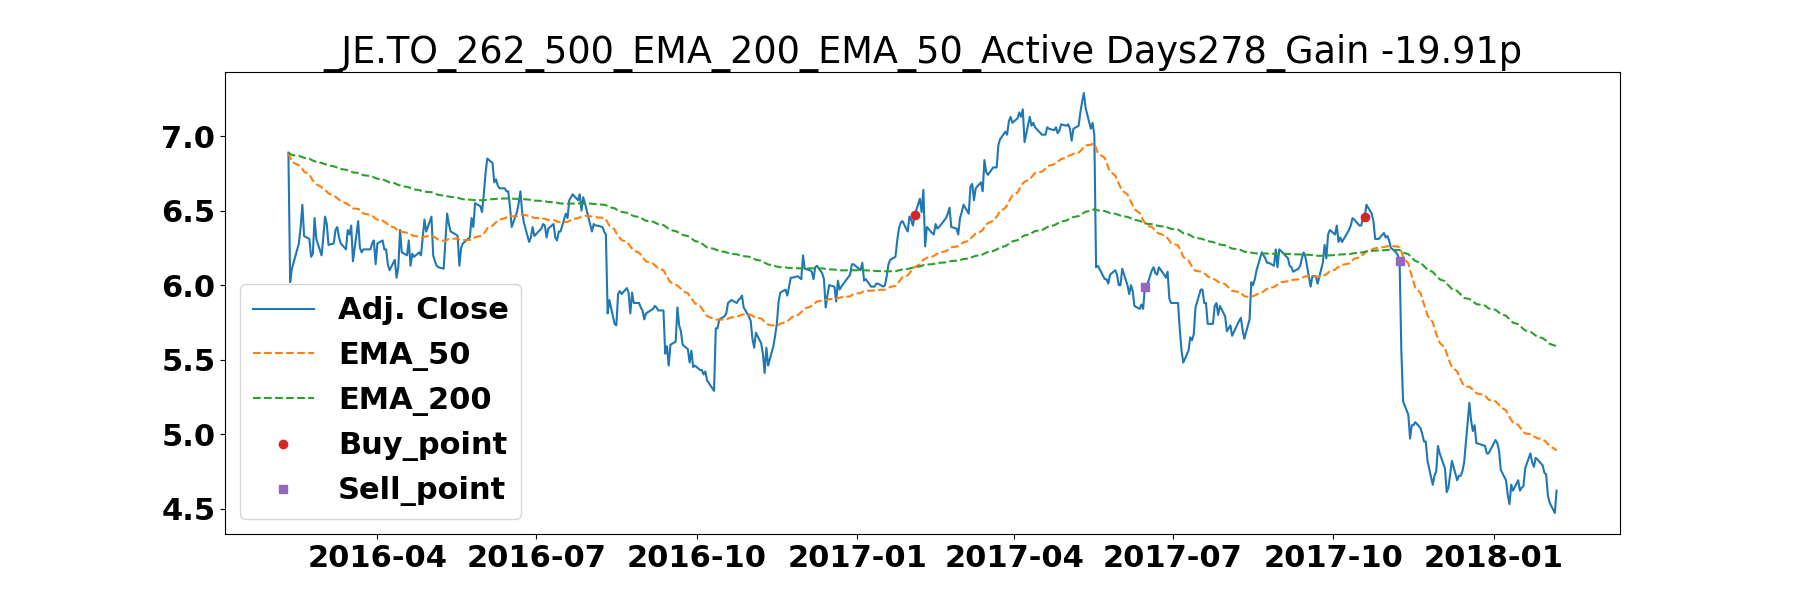 _JE.TO_262_500_EMA_200_EMA_50_Active Days278_Gain -19.91p
7.0
6.5
6.0
5.5
5.0
4.5
Adj. Close
EMA_50
EMA_200
Buy_point
Sell_point
2016-04 2016-07 2016-10 2017-01 2017-04 2017-07 2017-10 2018-01